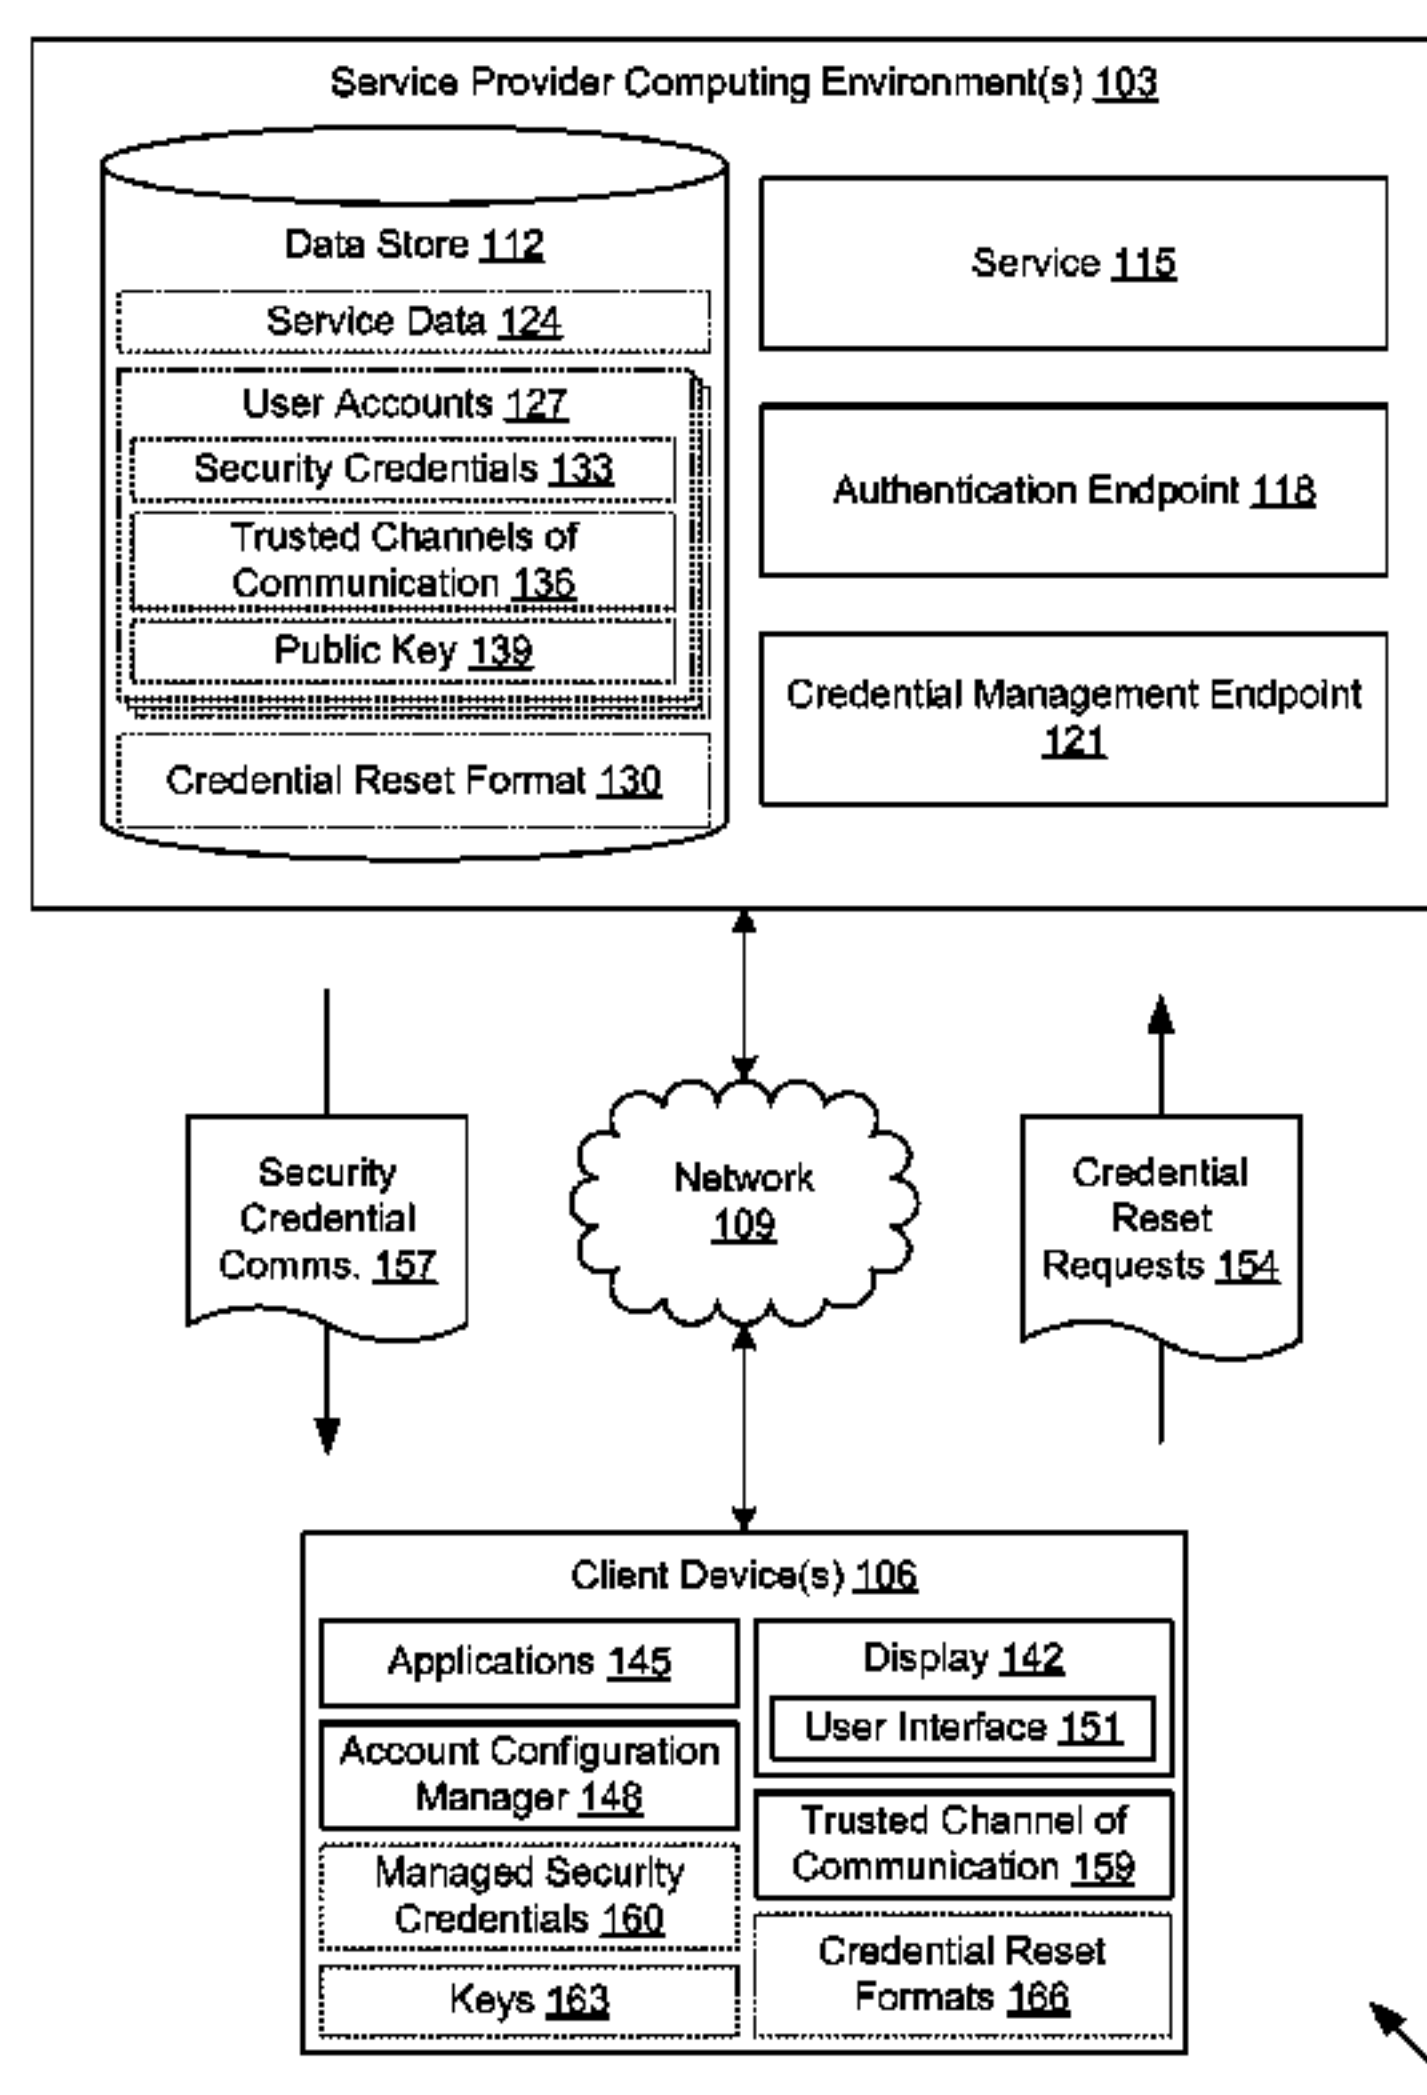 Service Provider Computing Environment(s) 103
Data Store 112
Service Data 124
User Accounts 127
Security Credentials 133
Trusted Channels of
Communication 136
Public Key 139
Credential Reset Format 130
Service 115
Authentication Endpoint 118
Credential Management Endpoint
121
Security
Credential
Comms. 157
Network
109
Credential
Reset
Requests 154
Client Device(s) 106
Applications 145
Account Configuration
Manager 148
Managed Security
Credentials 160
Keys 163
Display 142
User Interface 151
Trusted Channel of
Communication 159
Credential Reset
Formats 166